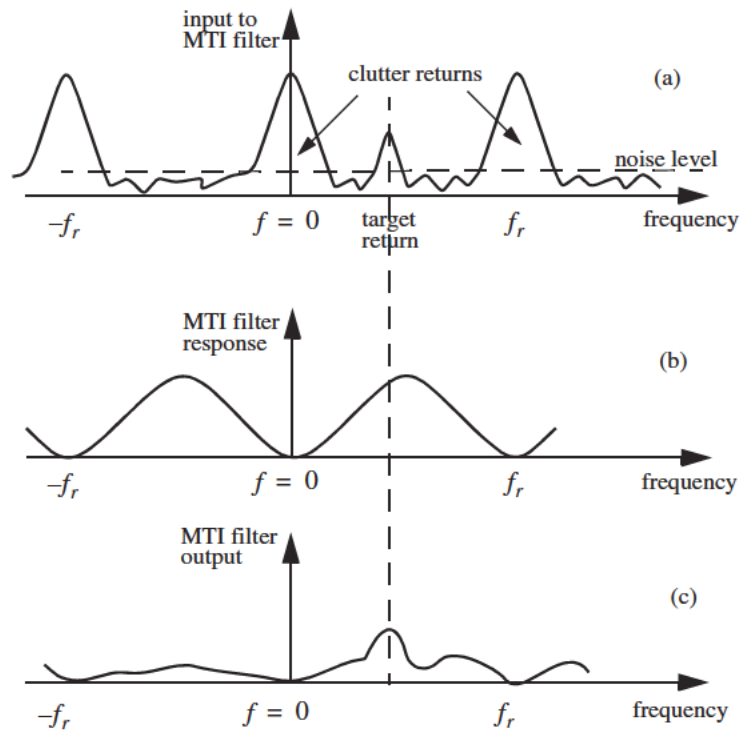 input to
MTI filter
clutter returns
(a)
noise level
–fr
f = 0
target
return
fr
frequency
MTI filter
response
(b)
–fr
f = 0
fr
frequency
MTI filter
output
(c)
–fr
f = 0
fr
frequency